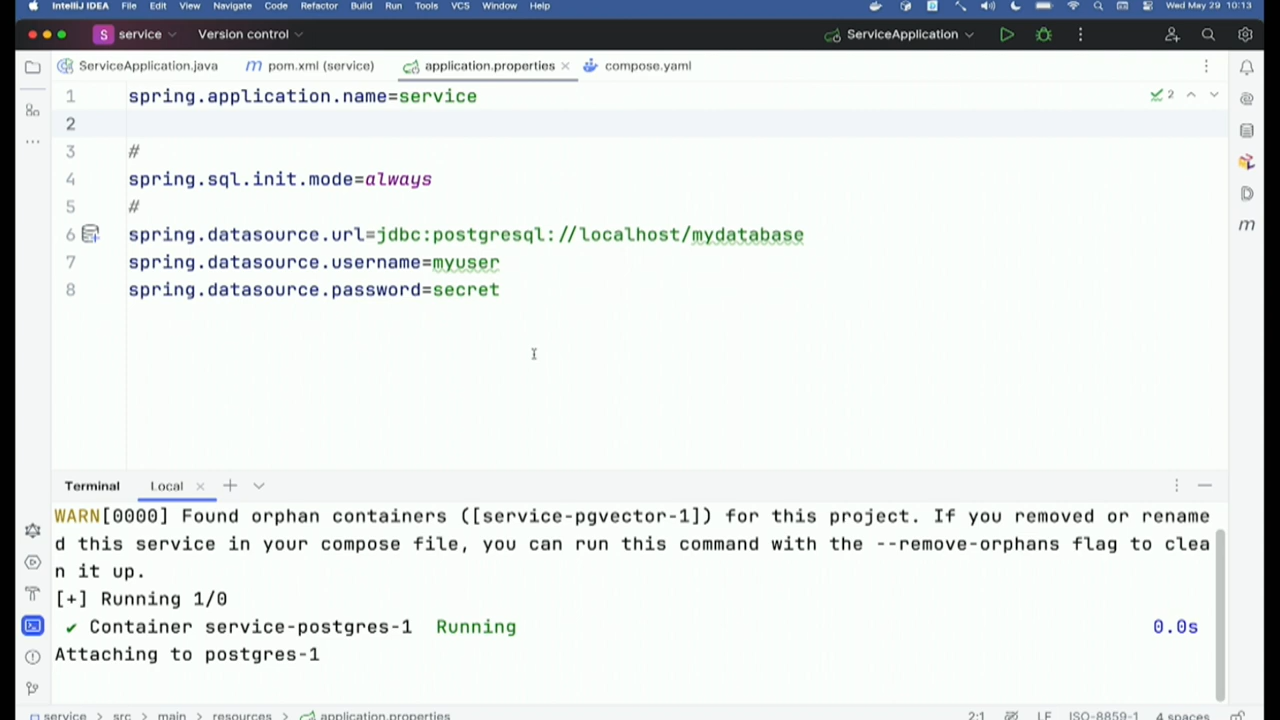 IntelliJ IDEA File Edit View Navigate Code Refactor Build Run Tools VCS Window Help Wed May 29 10:13
S service Version control ServiceApplication
ServiceApplication.java m pom.xml (service) application.properties compose.yaml
1 spring.application.name=service 2
2
3 #
4 spring.sql.init.mode=always
5 #
6 spring.datasource.url=jdbc:postgresql://localhost/mydatabase
7 spring.datasource.username=myuser
8 spring.datasource.password=secret
Terminal Local
WARN[0000] Found orphan containers ([service-pgvector-1]) for this project. If you removed or rename
d this service in your compose file, you can run this command with the --remove-orphans flag to clea
n it up.
[+] Running 1/0
✔ Container service-postgres-1 Running 0.0s
Attaching to postgres-1
service > src > main > resources > application.properties 2:1 LF ISO-8859-1 4 spaces